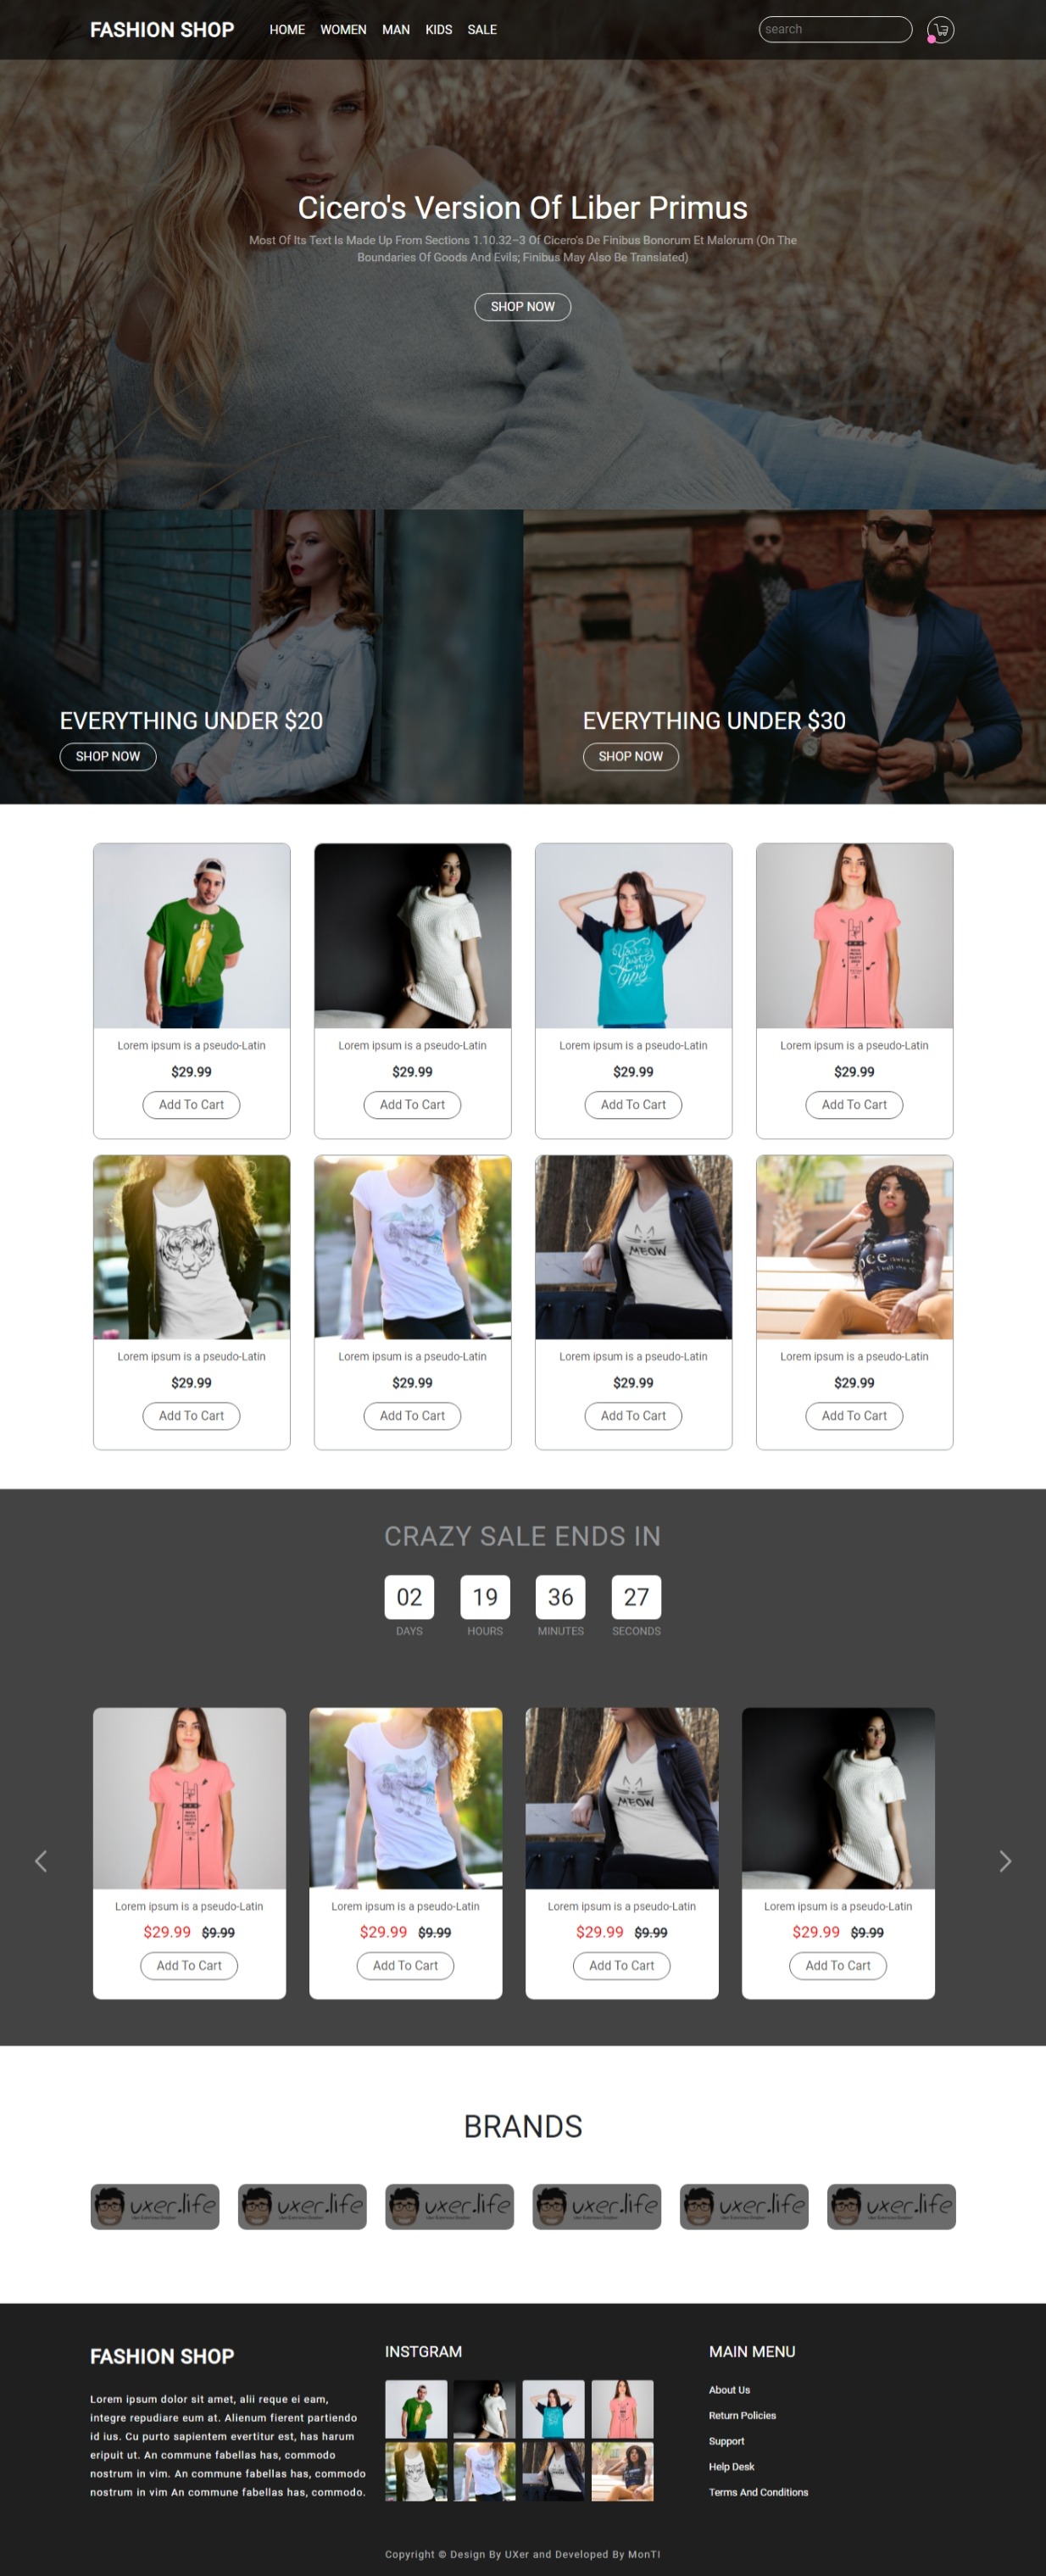 FASHION SHOP
HOME WOMEN MAN KIDS SALE
search
Cicero's Version Of Liber Primus
Most Of Its Text Is Made Up From Sections 1.10.32–3 Of Cicero's De Finibus Bonorum Et Malorum (On The
Boundaries Of Goods And Evils; Finibus May Also Be Translated)
SHOP NOW
EVERYTHING UNDER $20
SHOP NOW
EVERYTHING UNDER $30
SHOP NOW
You're just my type
Lorem ipsum is a pseudo-Latin
$29.99
Add To Cart
Lorem ipsum is a pseudo-Latin
$29.99
Add To Cart
Lorem ipsum is a pseudo-Latin
$29.99
Add To Cart
Lorem ipsum is a pseudo-Latin
$29.99
Add To Cart
MEOW
Lorem ipsum is a pseudo-Latin
$29.99
Add To Cart
Lorem ipsum is a pseudo-Latin
$29.99
Add To Cart
Lorem ipsum is a pseudo-Latin
$29.99
Add To Cart
Lorem ipsum is a pseudo-Latin
$29.99
Add To Cart
CRAZY SALE ENDS IN
02 19 36 27
DAYS HOURS MINUTES SECONDS
MEOW
Lorem ipsum is a pseudo-Latin
$29.99 $9.99
Add To Cart
Lorem ipsum is a pseudo-Latin
$29.99 $9.99
Add To Cart
Lorem ipsum is a pseudo-Latin
$29.99 $9.99
Add To Cart
Lorem ipsum is a pseudo-Latin
$29.99 $9.99
Add To Cart
BRANDS
uxer.life
uxer.life
uxer.life
uxer.life
uxer.life
uxer.life
FASHION SHOP
Lorem ipsum dolor sit amet, alii reque ei eam,
integre repudiare eum at. Alienum fierent partiendo
id ius. Cu purto sapientem evertitur est, has harum
eripuit ut. An commune fabellas has, commodo
nostrum in vim. An commune fabellas has, commodo
nostrum in vim An commune fabellas has, commodo.
INSTGRAM
MAIN MENU
About Us
Return Policies
Support
Help Desk
Terms And Conditions
Copyright © Design By UXer and Developed By MonTI